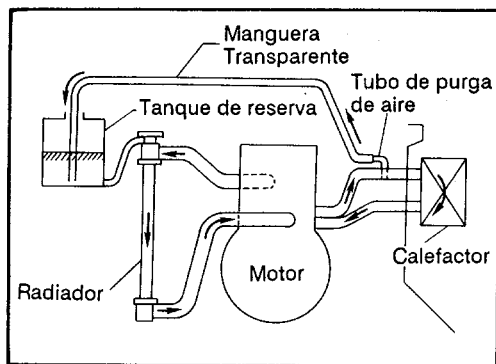 Manguera
Transparente
Tubo de purga
de aire
Tanque de reserva
Calefactor
Motor
Radiador